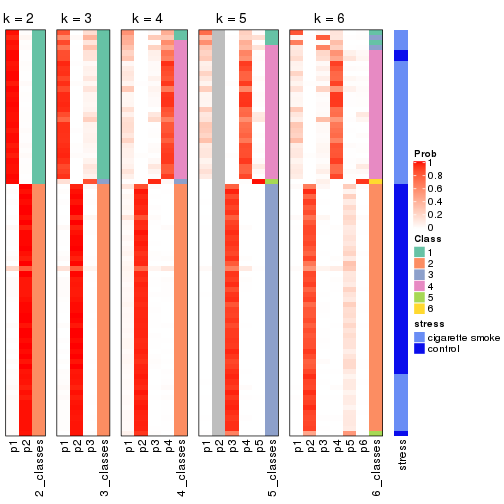 k = 2
k = 3
k = 4
k = 5
k = 6
p1
p2
2_classes
p1
p2
p3
3_classes
p1
p2
p3
p4
4_classes
p1
p2
p3
p4
p5
5_classes
p1
p2
p3
p4
p5
p6
6_classes
stress
Prob
1
0.8
0.6
0.4
0.2
0
Class
1
2
3
4
5
6
stress
cigarette smoke
control